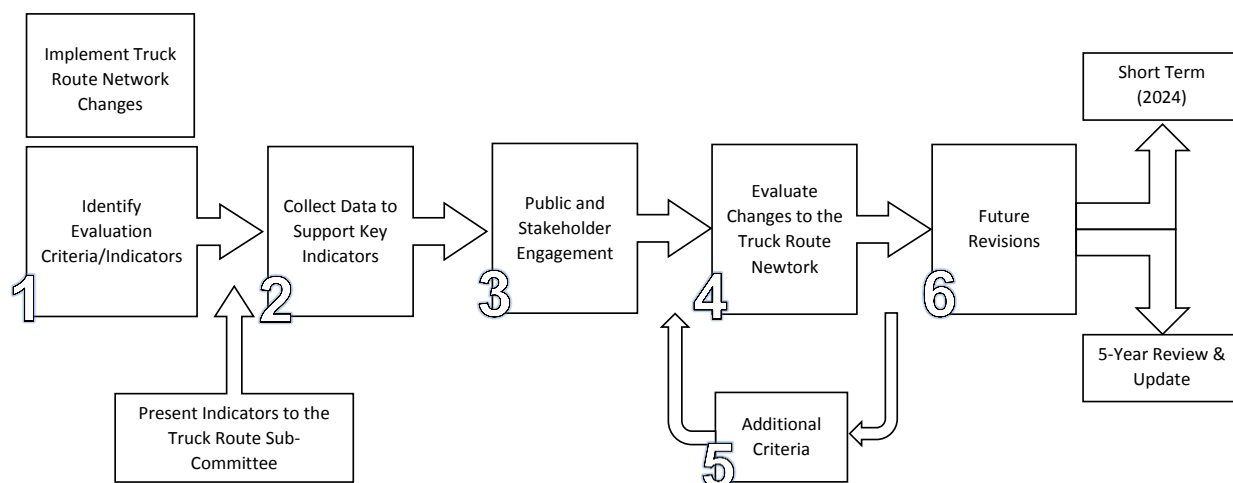 Implement Truck
Route Network
Changes
Short Term
(2024)
Identify
Evaluation
Criteria/Indicators
1
Collect Data to
Support Key
Indicators
2
Public and
Stakeholder
Engagement
3
Evaluate
Changes to the
Truck Route
Newtork
4
Future
Revisions
6
5-Year Review &
Update
Present Indicators to the
Truck Route Sub-
Committee
Additional
Criteria
5